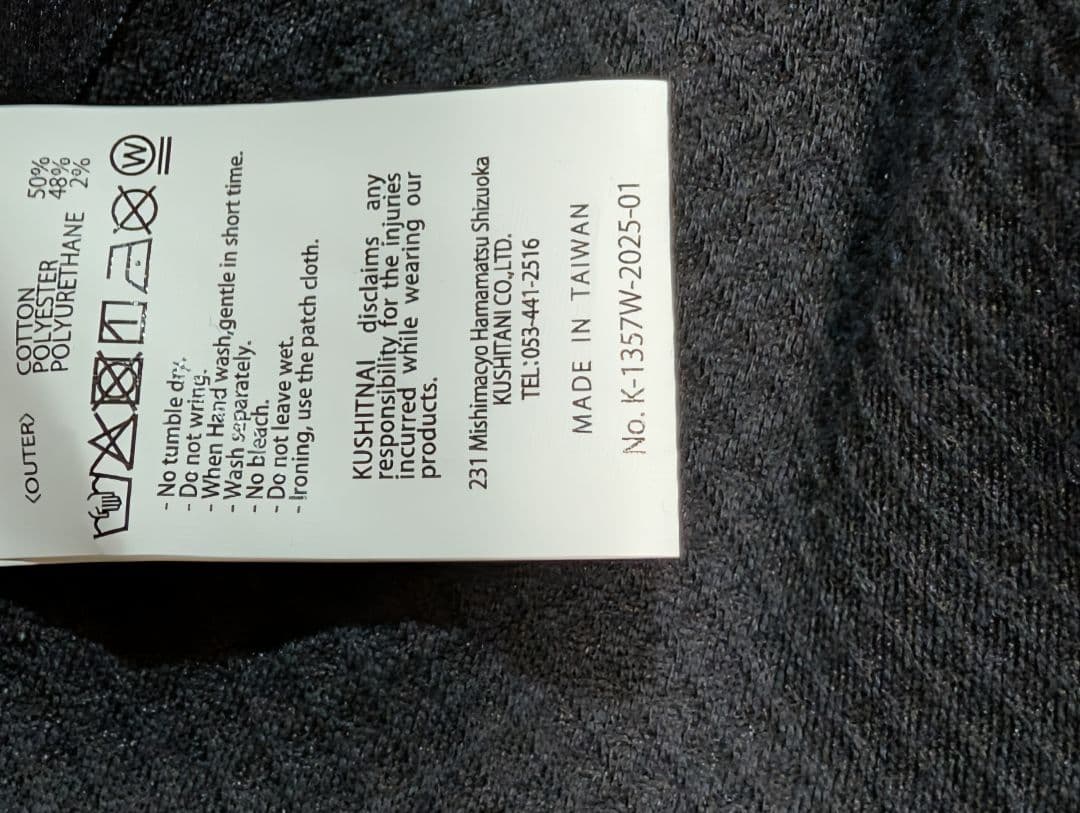 <OUTER>
COTTON 50%
POLYESTER 48%
POLYURETHANE 2%
W
- No tumble dry.
- Do not wring.
- When Hand wash,gentle in short time.
- Wash separately.
- No bleach.
- Do not leave wet.
- Ironing, use the patch cloth.
KUSHITNAI disclaims any
responsibility for the injuries
incurred while wearing our
products.
231 Mishimacyo Hamamatsu Shizuoka
KUSHITANI CO.,LTD.
TEL:053-441-2516
MADE IN TAIWAN
No. K-1357W-2025-01